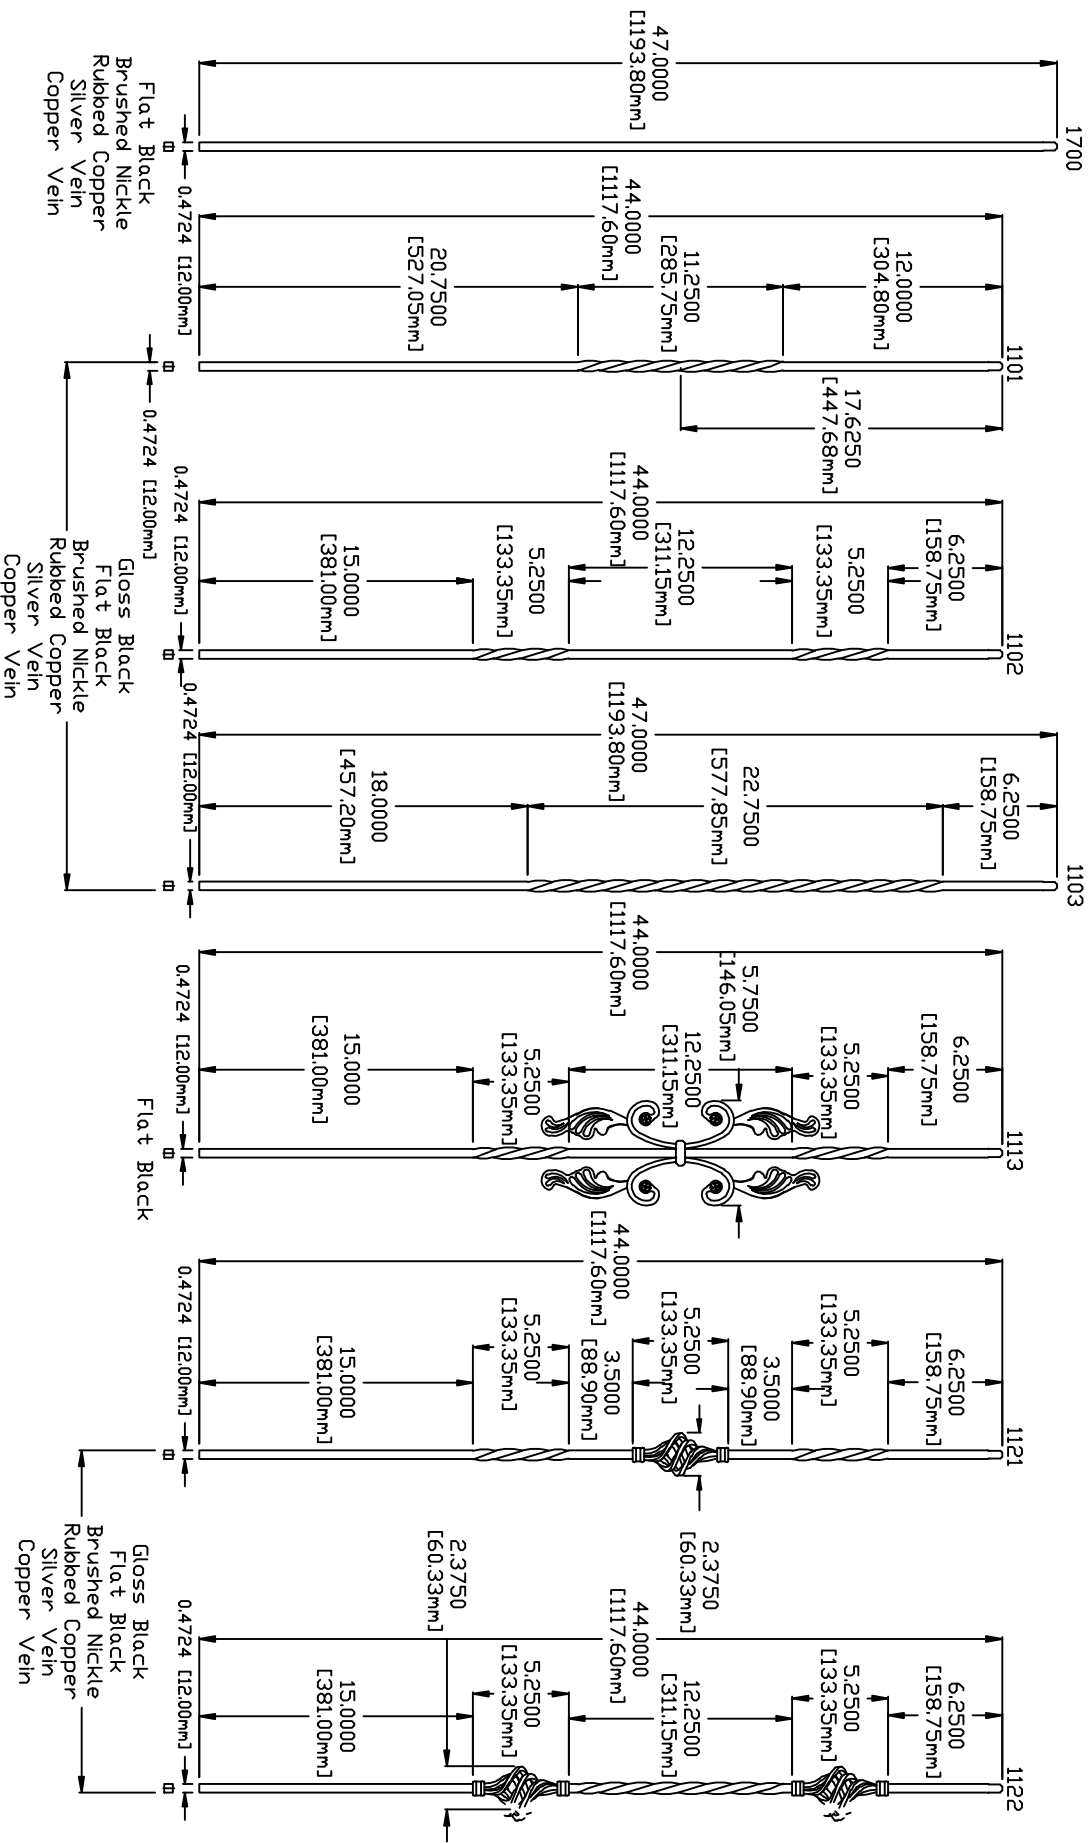 1700
47.0000
[1193.80mm]
0.4724 [12.00mm]
Flat Black
Brushed Nickle
Rubbed Copper
Silver Vein
Copper Vein
1101
44.0000
[1117.60mm]
12.0000
[304.80mm]
11.2500
[285.75mm]
20.7500
[527.05mm]
17.6250
[447.68mm]
0.4724 [12.00mm]
1102
44.0000
[1117.60mm]
6.2500
[158.75mm]
5.2500
[133.35mm]
12.2500
[311.15mm]
5.2500
[133.35mm]
15.0000
[381.00mm]
0.4724 [12.00mm]
Gloss Black
Flat Black
Brushed Nickle
Rubbed Copper
Silver Vein
Copper Vein
1103
47.0000
[1193.80mm]
6.2500
[158.75mm]
22.7500
[577.85mm]
18.0000
[457.20mm]
0.4724 [12.00mm]
1113
44.0000
[1117.60mm]
6.2500
[158.75mm]
5.2500
[133.35mm]
5.7500
[146.05mm]
12.2500
[311.15mm]
5.2500
[133.35mm]
15.0000
[381.00mm]
0.4724 [12.00mm]
Flat Black
1121
44.0000
[1117.60mm]
6.2500
[158.75mm]
5.2500
[133.35mm]
3.5000
[88.90mm]
5.2500
[133.35mm]
3.5000
[88.90mm]
5.2500
[133.35mm]
15.0000
[381.00mm]
2.3750
[60.33mm]
0.4724 [12.00mm]
Gloss Black
Flat Black
Brushed Nickle
Rubbed Copper
Silver Vein
Copper Vein
1122
44.0000
[1117.60mm]
6.2500
[158.75mm]
5.2500
[133.35mm]
12.2500
[311.15mm]
5.2500
[133.35mm]
15.0000
[381.00mm]
2.3750
[60.33mm]
0.4724 [12.00mm]